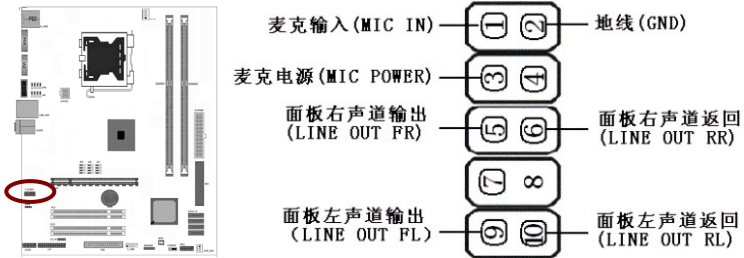 麦克输入(MIC IN)
1
2
地线(GND)
麦克电源(MIC POWER)
3
4
面板右声道输出
(LINE OUT FR)
5
6
面板右声道返回
(LINE OUT RR)
7
8
面板左声道输出
(LINE OUT FL)
9
10
面板左声道返回
(LINE OUT RL)